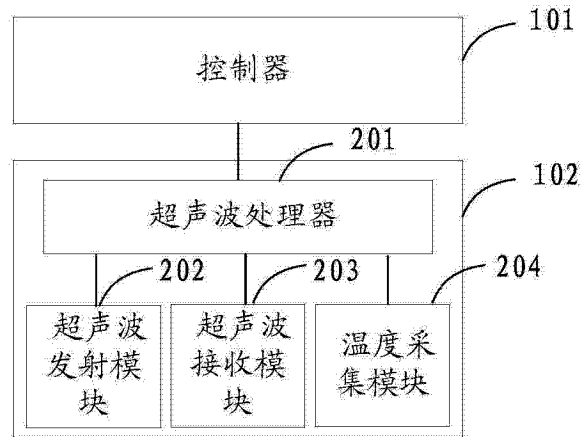 101
控制器
201
102
超声波处理器
202
203
204
超声波
发射模
块
超声波
接收模
块
温度采
集模块